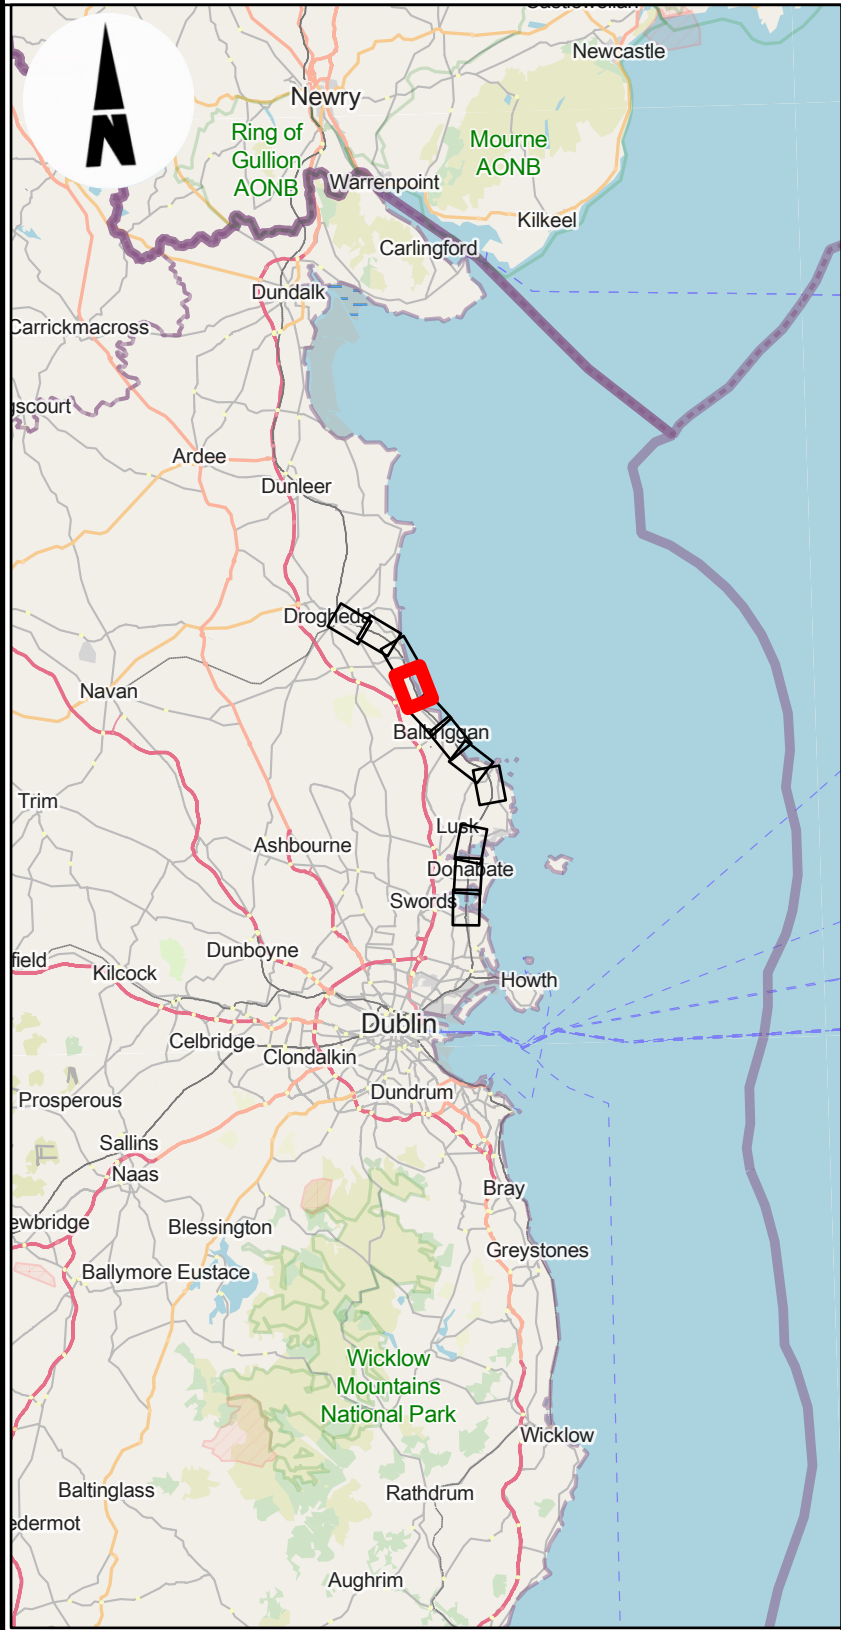 Newcastle
Newry
Ring of
Gullion
AONB
Mourne
AONB
Warrenpoint
Kilkeel
Carlingford
Dundalk
Carrickmacross
gscourt
Ardee
Dunleer
Drogheda
Navan
Balbriggan
Trim
Lusk
Ashbourne
Donabate
Swords
Dunboyne
field
Kilcock
Howth
Dublin
Celbridge
Clondalkin
Dundrum
Prosperous
Sallins
Naas
Bray
ewbridge
Blessington
Greystones
Ballymore Eustace
Wicklow
Mountains
National Park
Wicklow
Baltinglass
Rathdrum
edermot
Aughrim
N